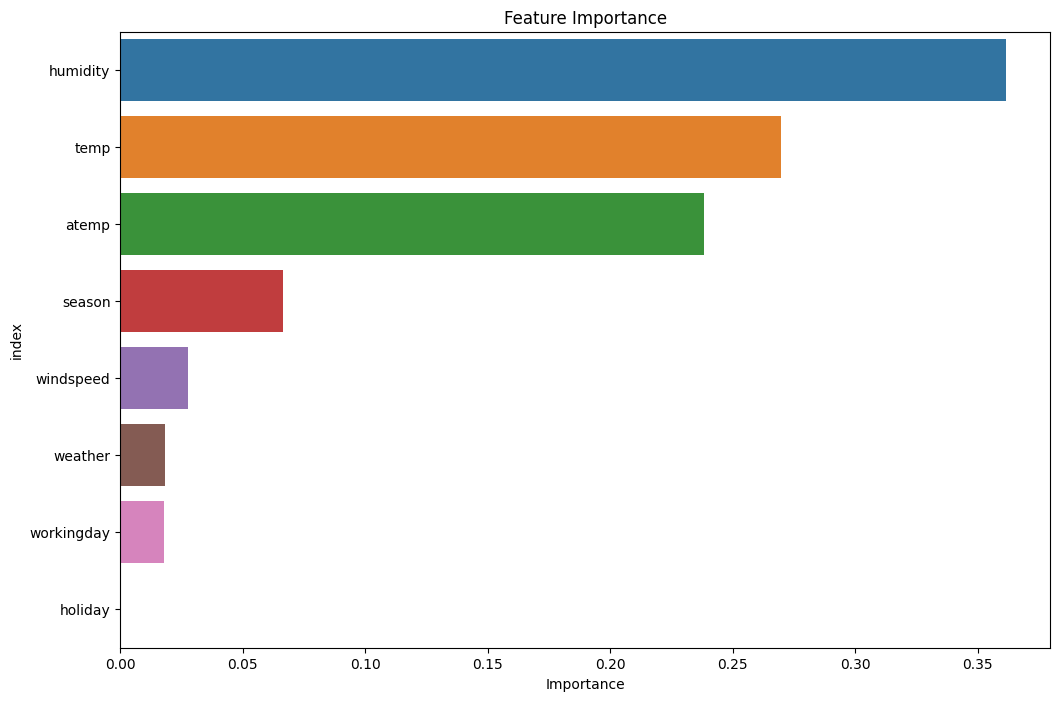 Feature Importance
humidity
temp
atemp
season
windspeed
weather
workingday
holiday
index
0.00 0.05 0.10 0.15 0.20 0.25 0.30 0.35
Importance